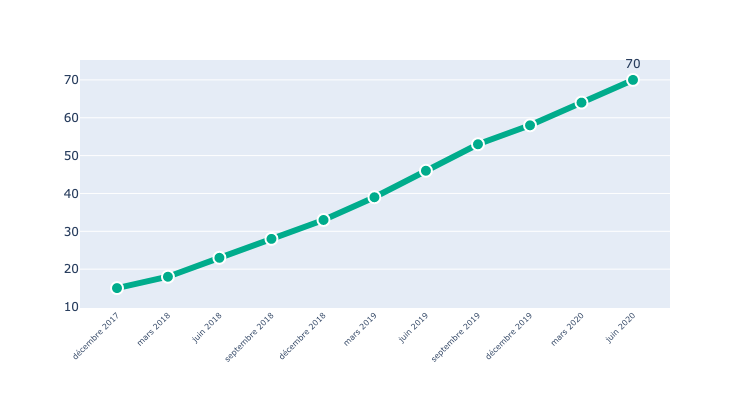 70
70
60
50
40
30
20
10
décembre 2017
mars 2018
juin 2018
septembre 2018
décembre 2018
mars 2019
juin 2019
septembre 2019
décembre 2019
mars 2020
juin 2020